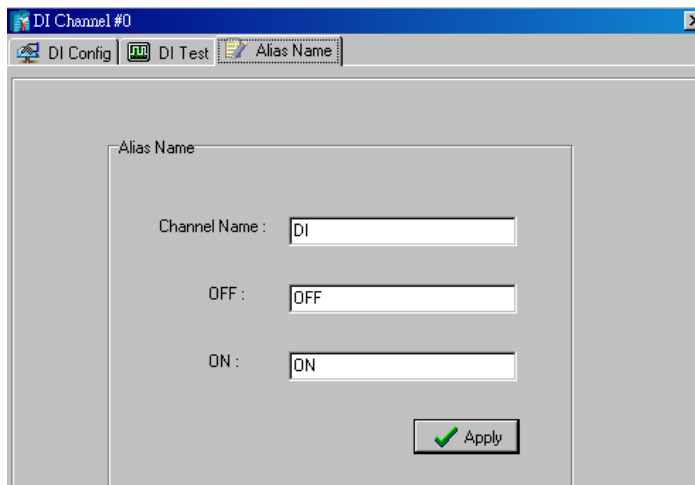 DI Channel #0
DI Config DI Test Alias Name
Alias Name
Channel Name : DI
OFF : OFF
ON : ON
Apply